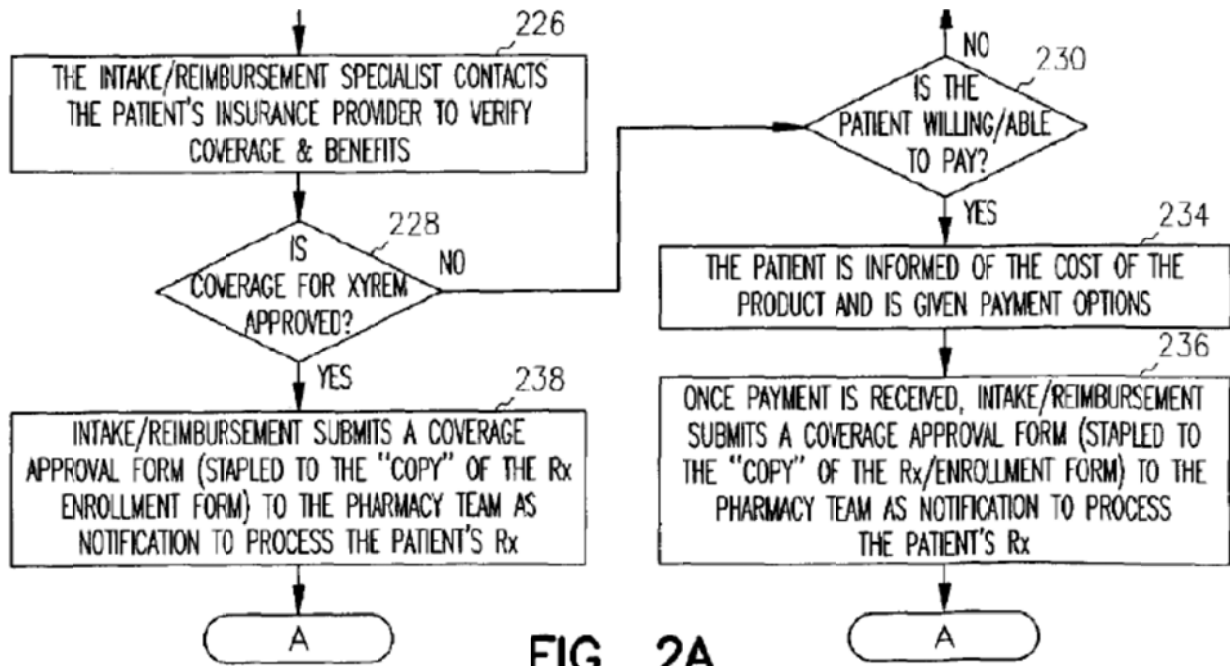 226
THE INTAKE/REIMBURSEMENT SPECIALIST CONTACTS
THE PATIENT'S INSURANCE PROVIDER TO VERIFY
COVERAGE & BENEFITS
228
IS
COVERAGE FOR XYREM
APPROVED?
NO
YES
238
INTAKE/REIMBURSEMENT SUBMITS A COVERAGE
APPROVAL FORM (STAPLED TO THE "COPY" OF THE Rx
ENROLLMENT FORM) TO THE PHARMACY TEAM AS
NOTIFICATION TO PROCESS THE PATIENT'S Rx
A
NO
230
IS THE
PATIENT WILLING/ABLE
TO PAY?
YES
234
THE PATIENT IS INFORMED OF THE COST OF THE
PRODUCT AND IS GIVEN PAYMENT OPTIONS
236
ONCE PAYMENT IS RECEIVED, INTAKE/REIMBURSEMENT
SUBMITS A COVERAGE APPROVAL FORM (STAPLED TO
THE "COPY" OF THE Rx/ENROLLMENT FORM) TO THE
PHARMACY TEAM AS NOTIFICATION TO PROCESS
THE PATIENT'S Rx
A
FIG. 2A